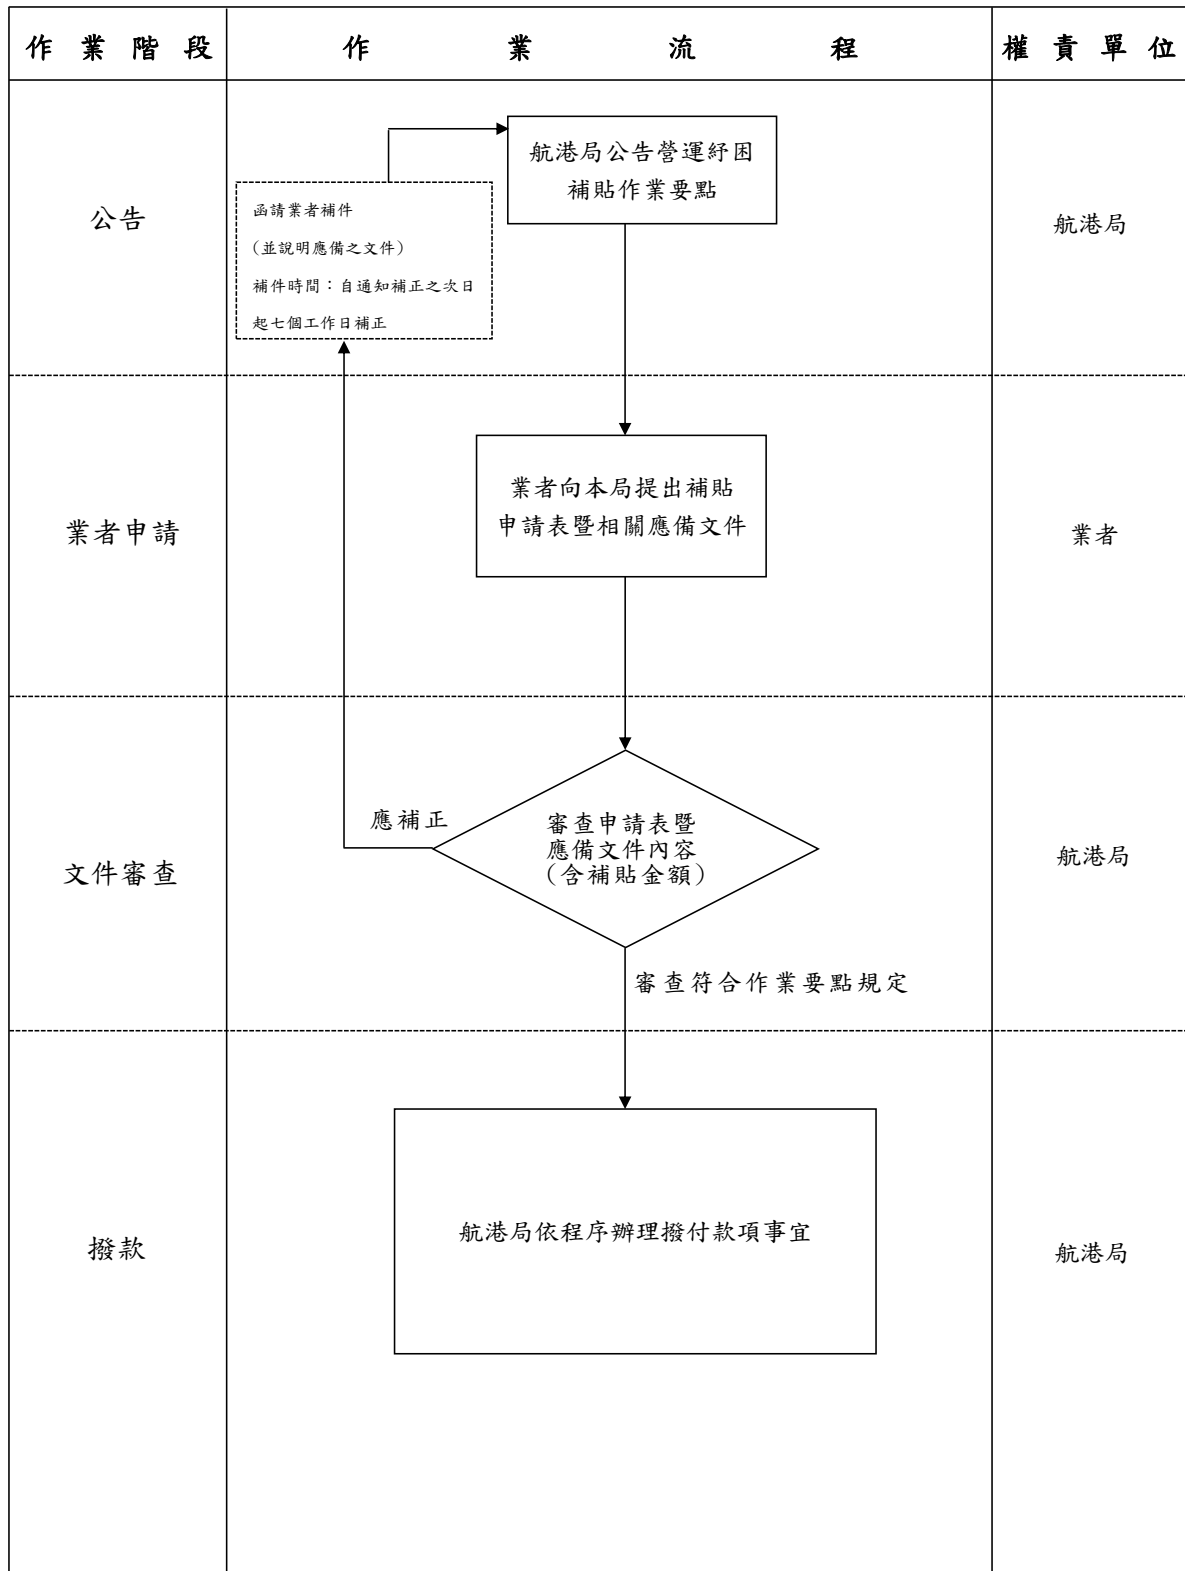 作業階段
作業流程
權責單位
航港局公告營運紓困
補貼作業要點
函請業者補件
(並說明應備之文件)
補件時間：自通知補正之次日
起七個工作日補正
公告
航港局
業者向本局提出補貼
申請表暨相關應備文件
業者申請
業者
應補正
審查申請表暨
應備文件內容
(含補貼金額)
文件審查
航港局
審查符合作業要點規定
航港局依程序辦理撥付款項事宜
撥款
航港局